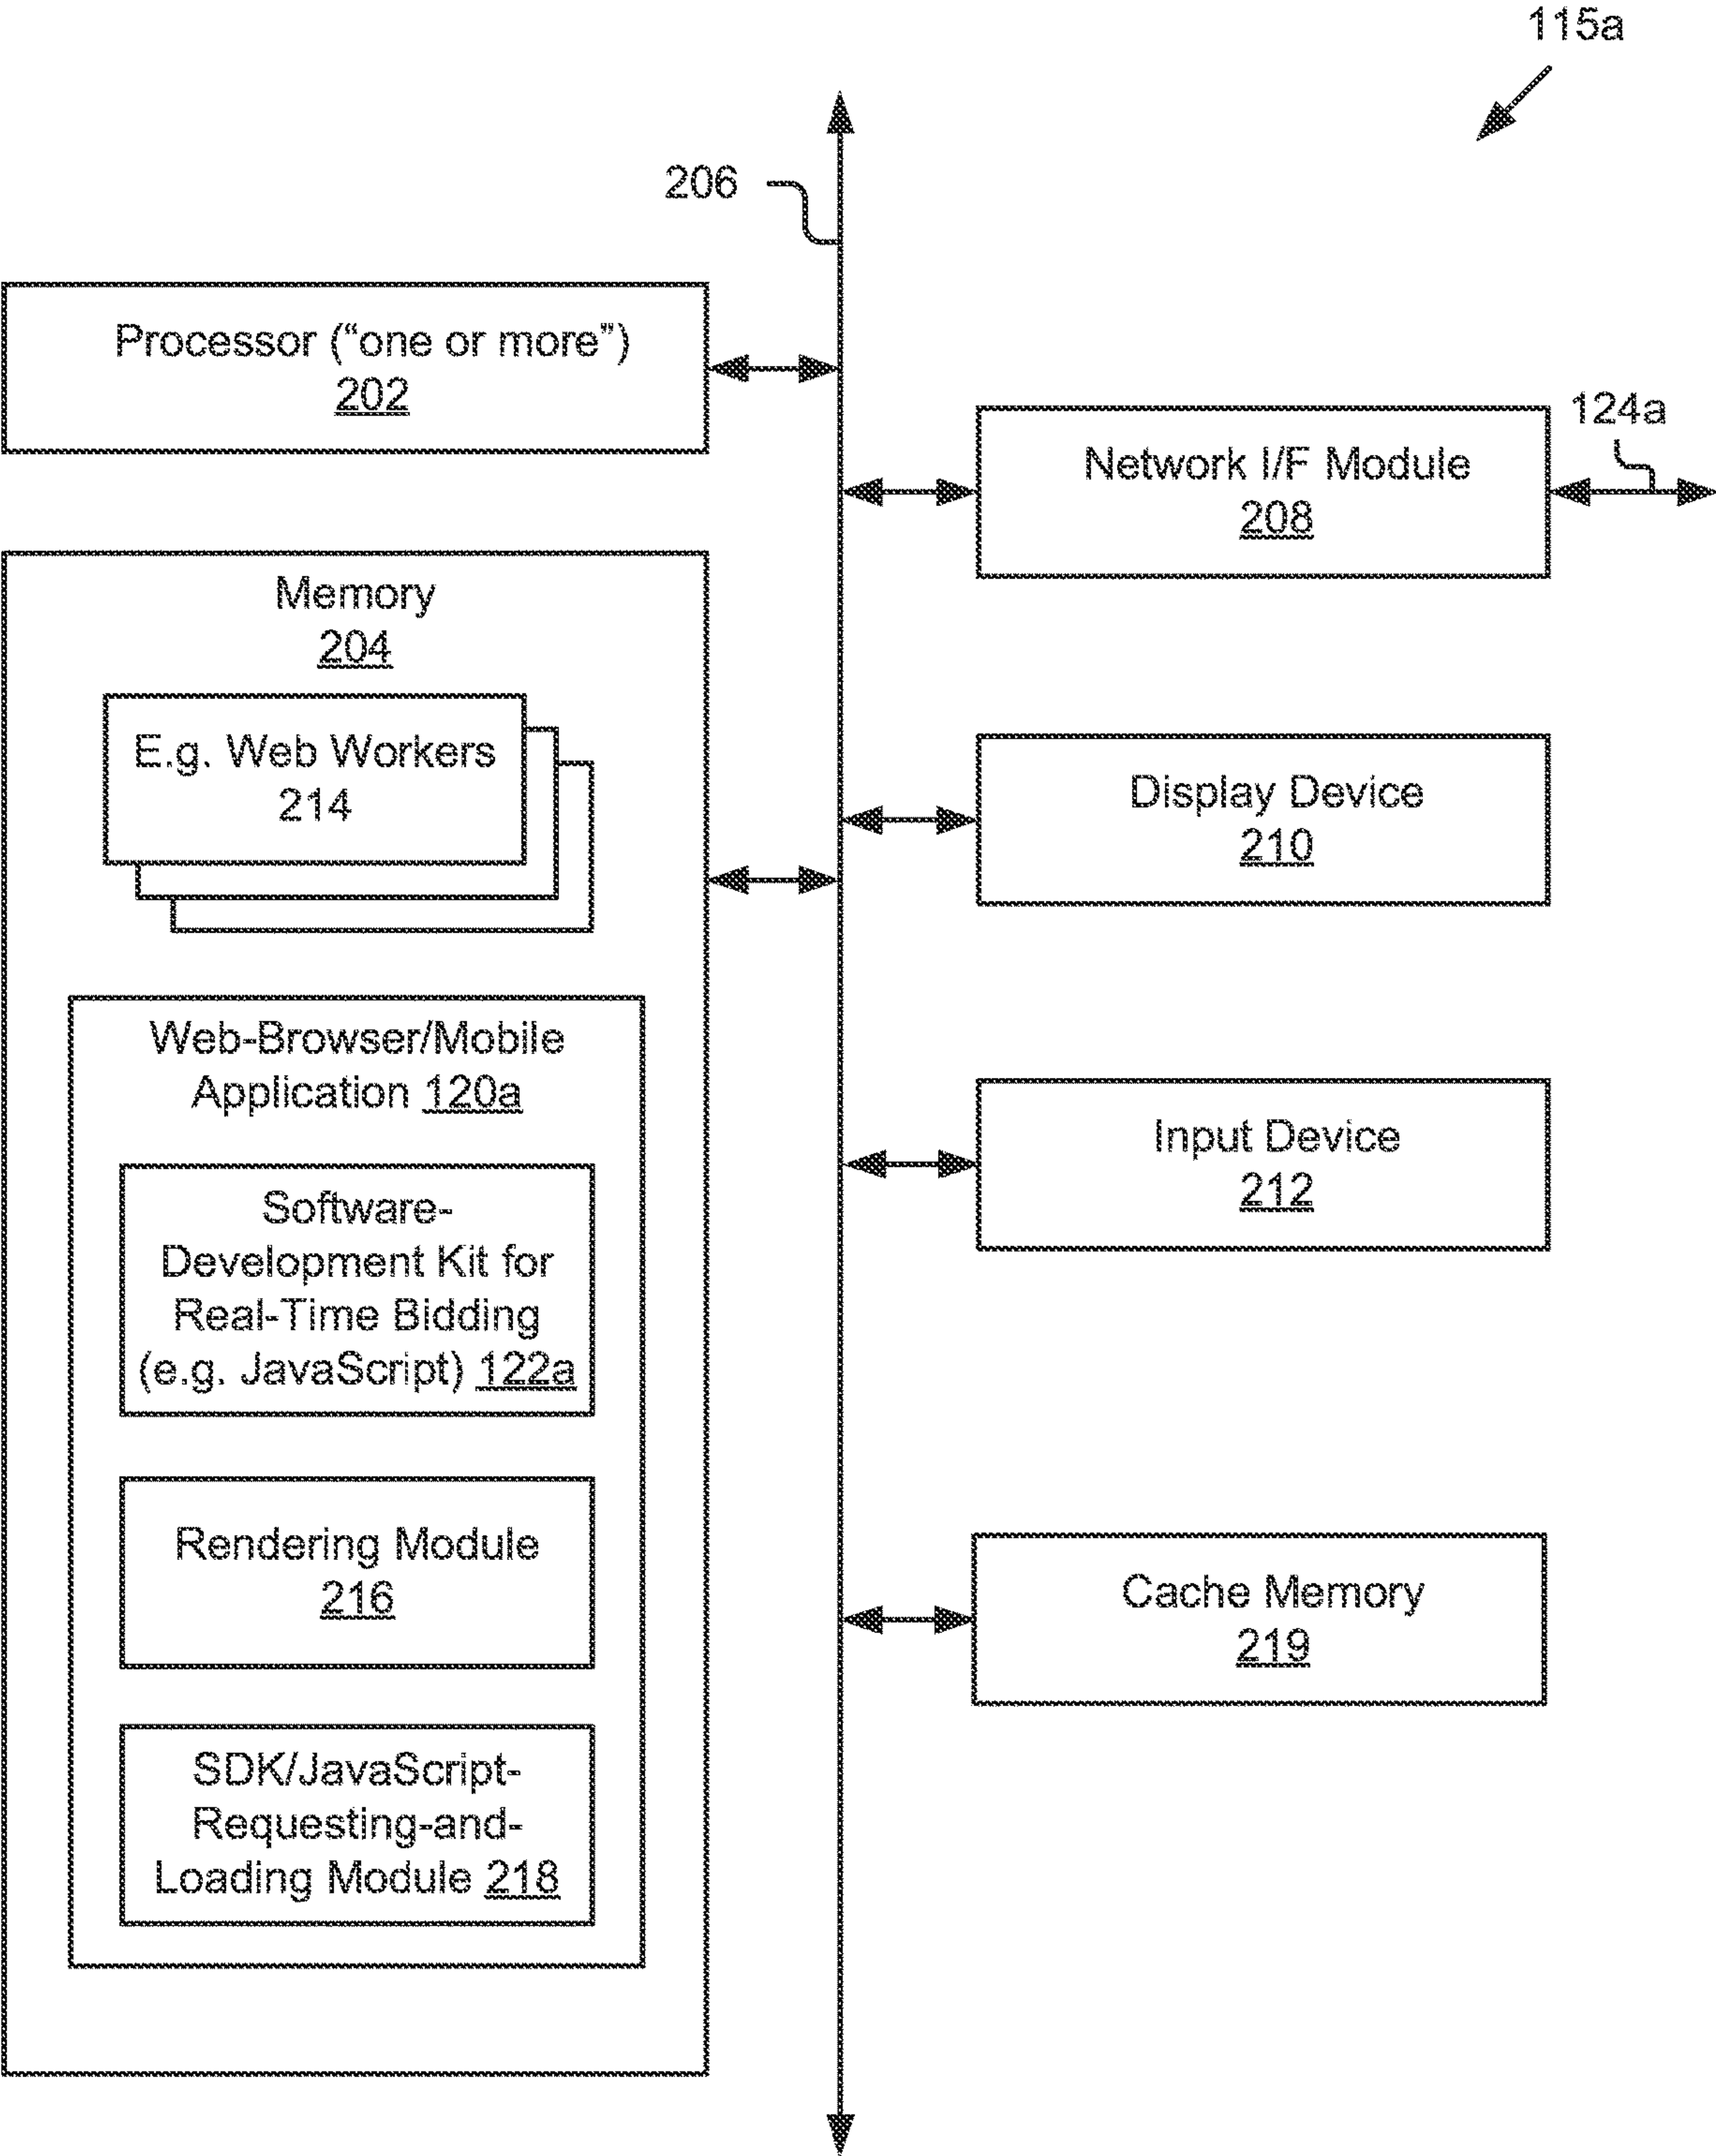 115a
206
Processor (“one or more”)
202
124a
Network I/F Module
208
Memory
204
E.g. Web Workers
214
Display Device
210
Web-Browser/Mobile
Application 120a
Input Device
212
Software-
Development Kit for
Real-Time Bidding
(e.g. JavaScript) 122a
Rendering Module
216
Cache Memory
219
SDK/JavaScript-
Requesting-and-
Loading Module 218